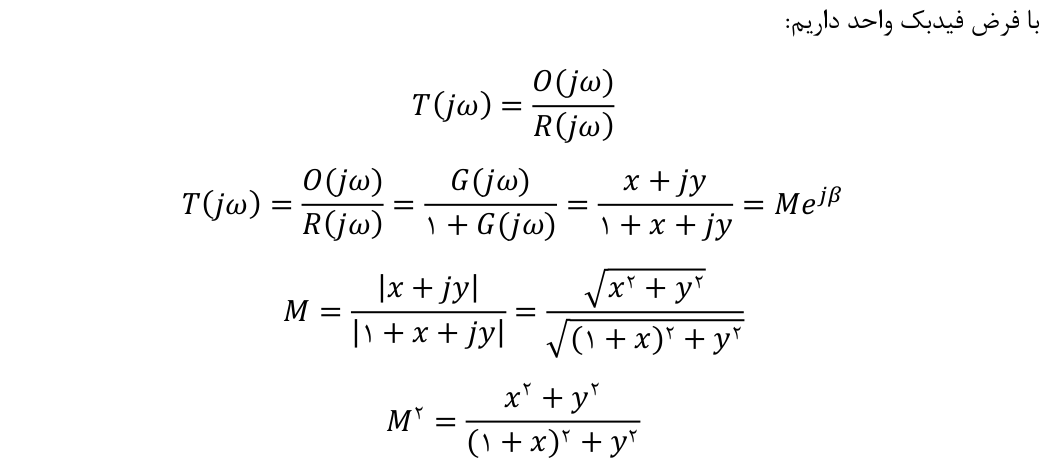 با فرض فیدبک واحد داریم:
T(jω) = O(jω) / R(jω)
T(jω) = O(jω) / R(jω) = G(jω) / (۱ + G(jω)) = (x + jy) / (۱ + x + jy) = Me^{jβ}
M = |x + jy| / |۱ + x + jy| = √(x^۲ + y^۲) / √((۱ + x)^۲ + y^۲)
M^۲ = (x^۲ + y^۲) / ((۱ + x)^۲ + y^۲)